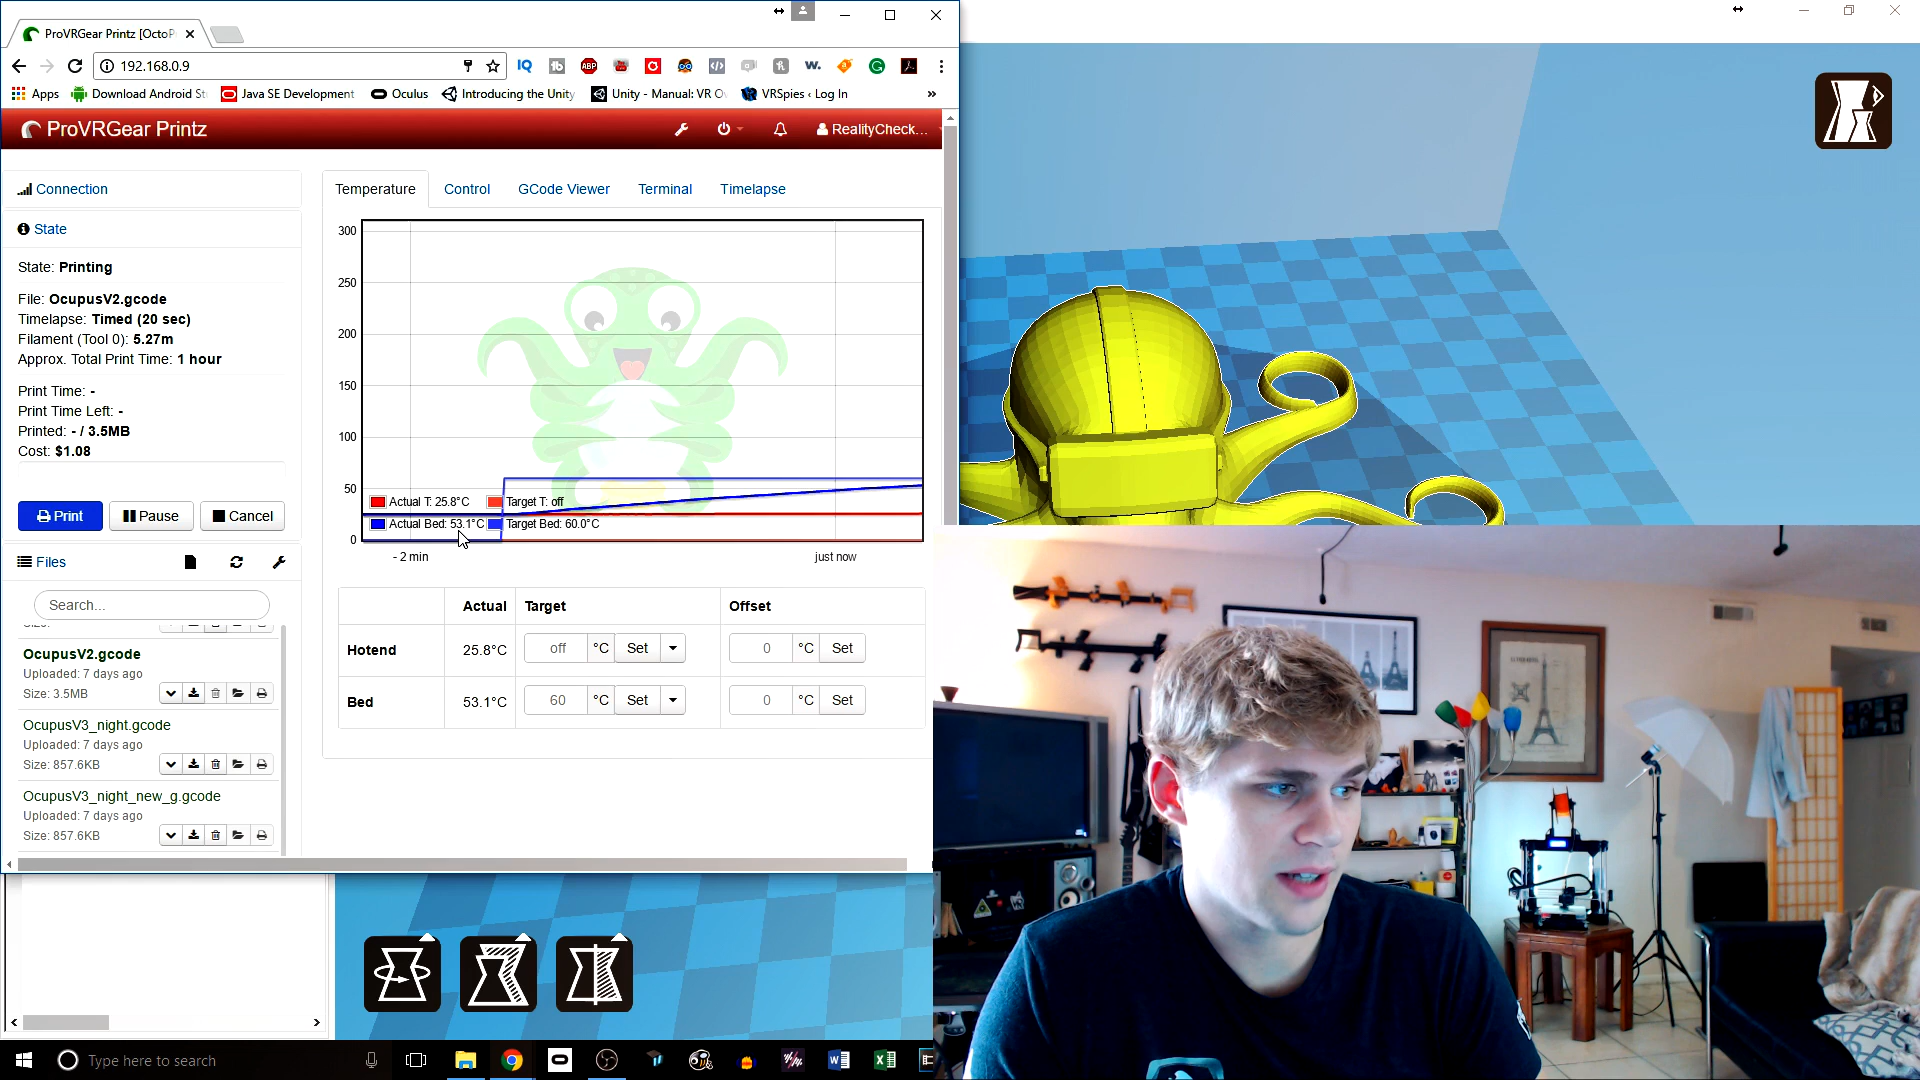 ProVRGear Printz [OctoP
192.168.0.9
IQ
ABP
w.
Apps
Download Android St
Java SE Development
Oculus
Introducing the Unity
Unity - Manual: VR O
VRSpies ‹ Log In
»
ProVRGear Printz
RealityCheck...
Connection
State
State: Printing
File: OcupusV2.gcode
Timelapse: Timed (20 sec)
Filament (Tool 0): 5.27m
Approx. Total Print Time: 1 hour
Print Time: -
Print Time Left: -
Printed: - / 3.5MB
Cost: $1.08
Print
Pause
Cancel
Files
Search...
OcupusV2.gcode
Uploaded: 7 days ago
Size: 3.5MB
OcupusV3_night.gcode
Uploaded: 7 days ago
Size: 857.6KB
OcupusV3_night_new_g.gcode
Uploaded: 7 days ago
Size: 857.6KB
Temperature
Control
GCode Viewer
Terminal
Timelapse
300
250
200
150
100
50
0
Actual T: 25.8°C
Target T: off
Actual Bed: 53.1°C
Target Bed: 60.0°C
- 2 min
just now
Actual
Target
Offset
Hotend
25.8°C
off
°C
Set
0
°C
Set
Bed
53.1°C
60
°C
Set
0
°C
Set
Type here to search